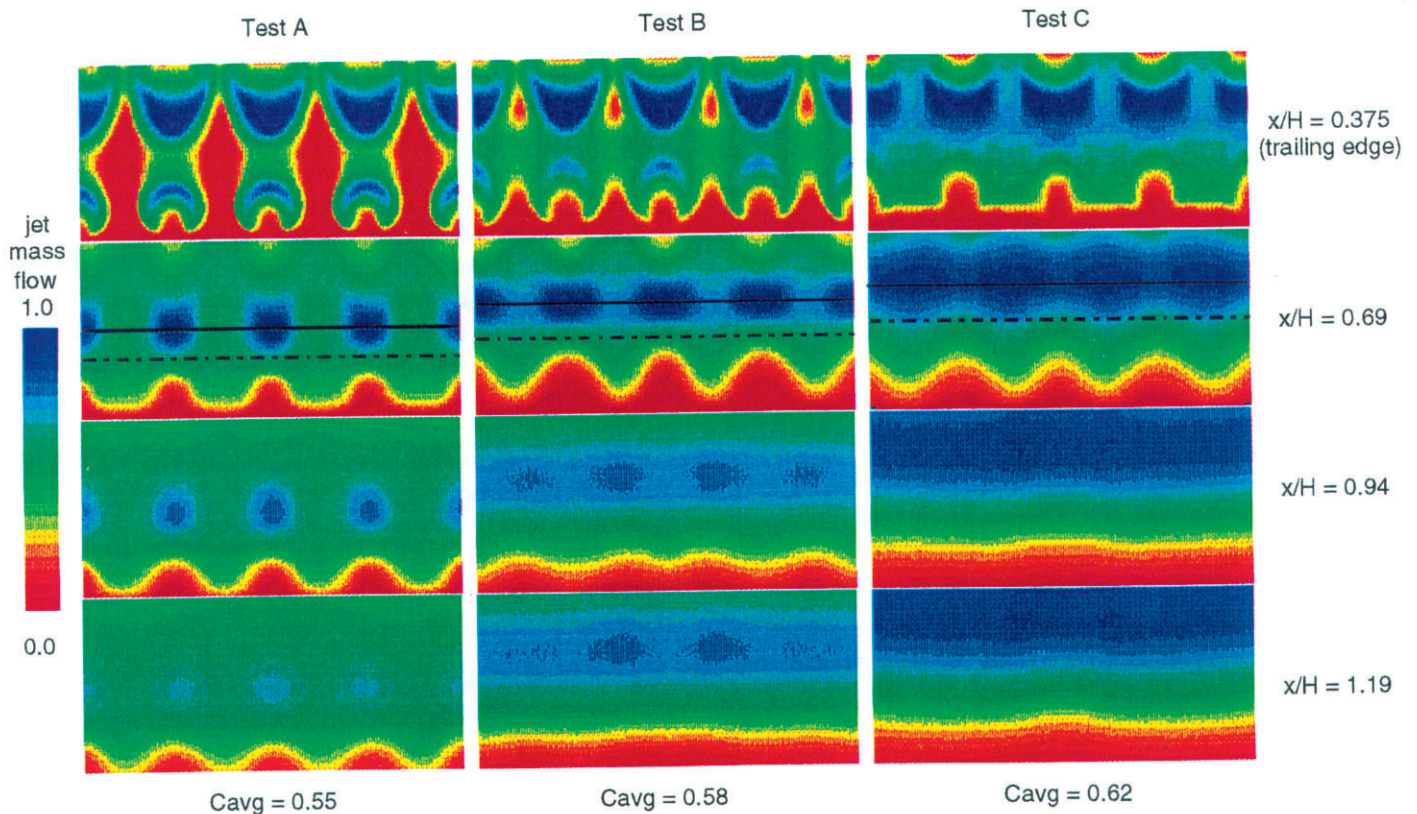 Test A
Test B
Test C
x/H = 0.375
(trailing edge)
jet
mass
flow
1.0
x/H = 0.69
x/H = 0.94
0.0
x/H = 1.19
Cavg = 0.55
Cavg = 0.58
Cavg = 0.62